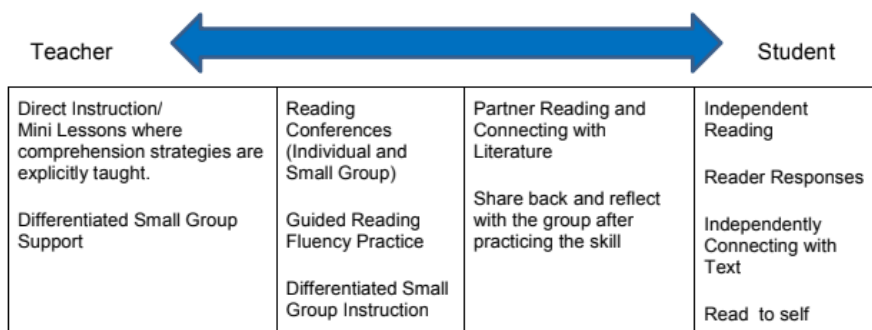 Teacher
Student
Direct Instruction/
Mini Lessons where
comprehension strategies are
explicitly taught.
Differentiated Small Group
Support
Reading
Conferences
(Individual and
Small Group)
Guided Reading
Fluency Practice
Differentiated Small
Group Instruction
Partner Reading and
Connecting with
Literature
Share back and reflect
with the group after
practicing the skill
Independent
Reading
Reader Responses
Independently
Connecting with
Text
Read to self